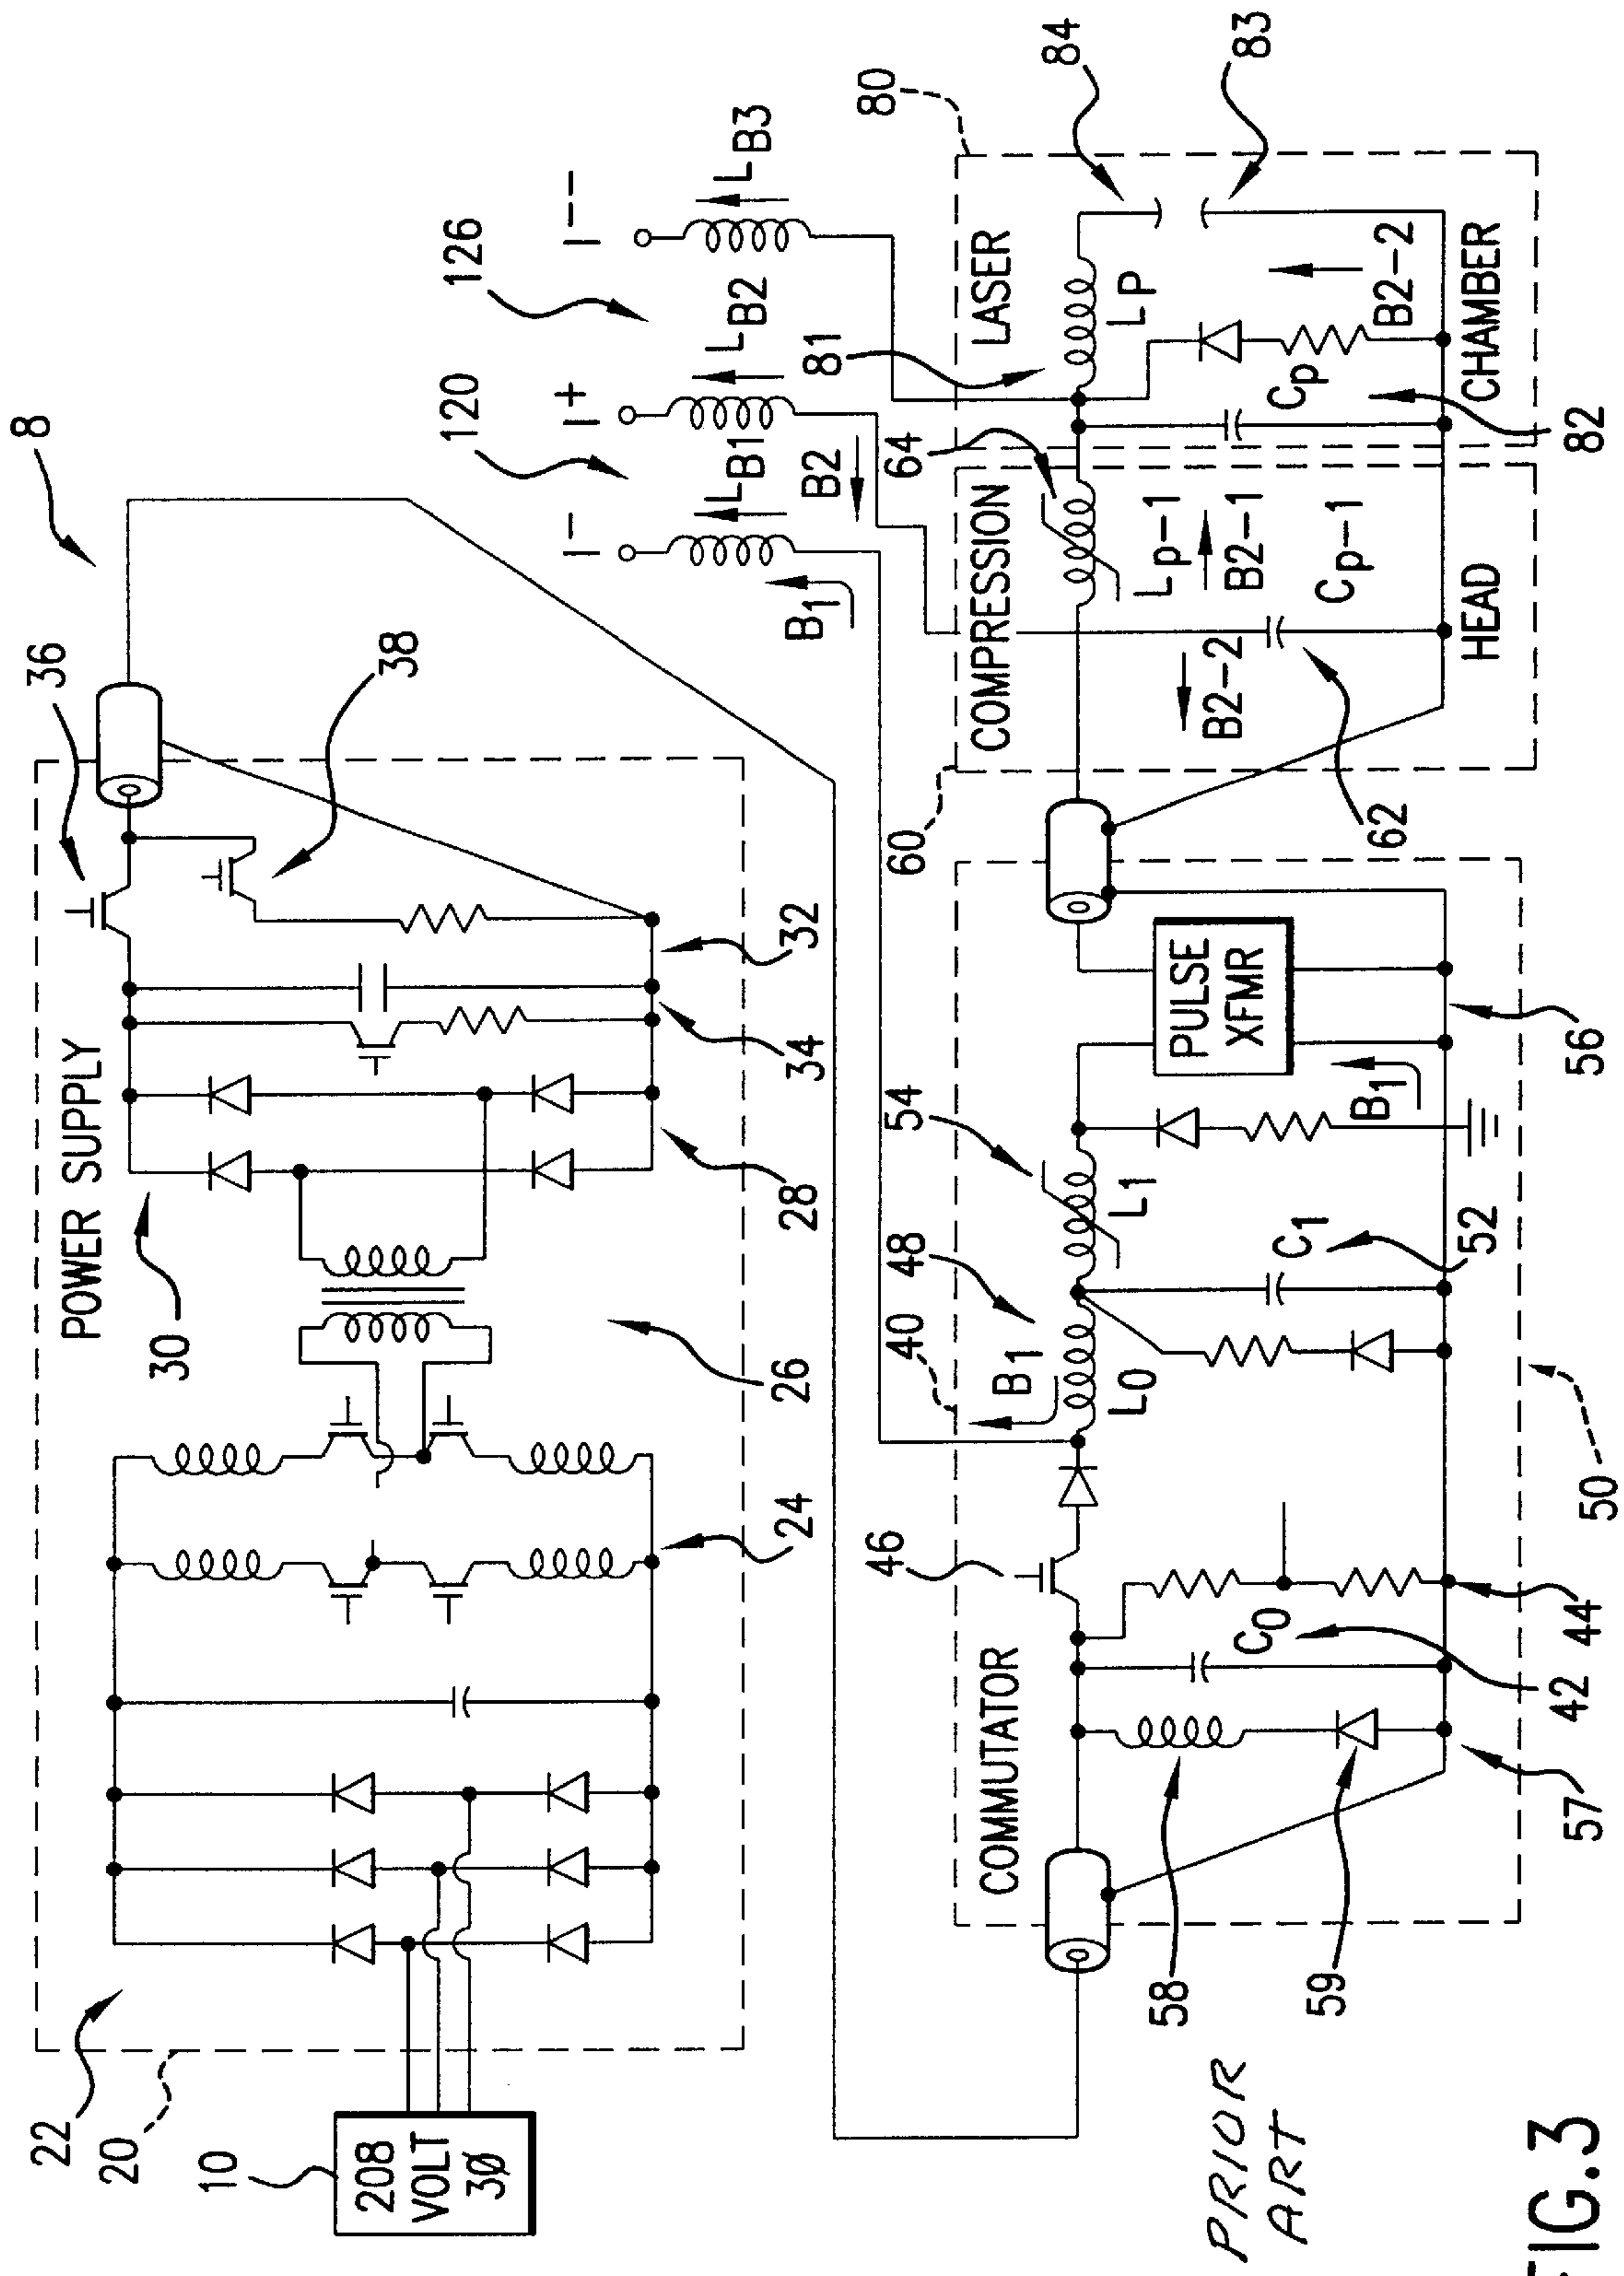 8
36
38
POWER SUPPLY
30
32
34
28
26
24
22
20
10
208
VOLT
3Ø
126
120
I--
I+
I-
LB3
LB2
LB1
B2
B1
80
84
83
81
64
LASER
CHAMBER
LP
Cp
B2-2
82
COMPRESSION
HEAD
Lp-1
B2-1
Cp-1
B2-2
60
62
PULSE
XFMR
56
54
B1
L1
C1
52
48
40
B1
L0
50
46
COMMUTATOR
C0
44
42
57
58
59
PRIOR
ART
FIG.3